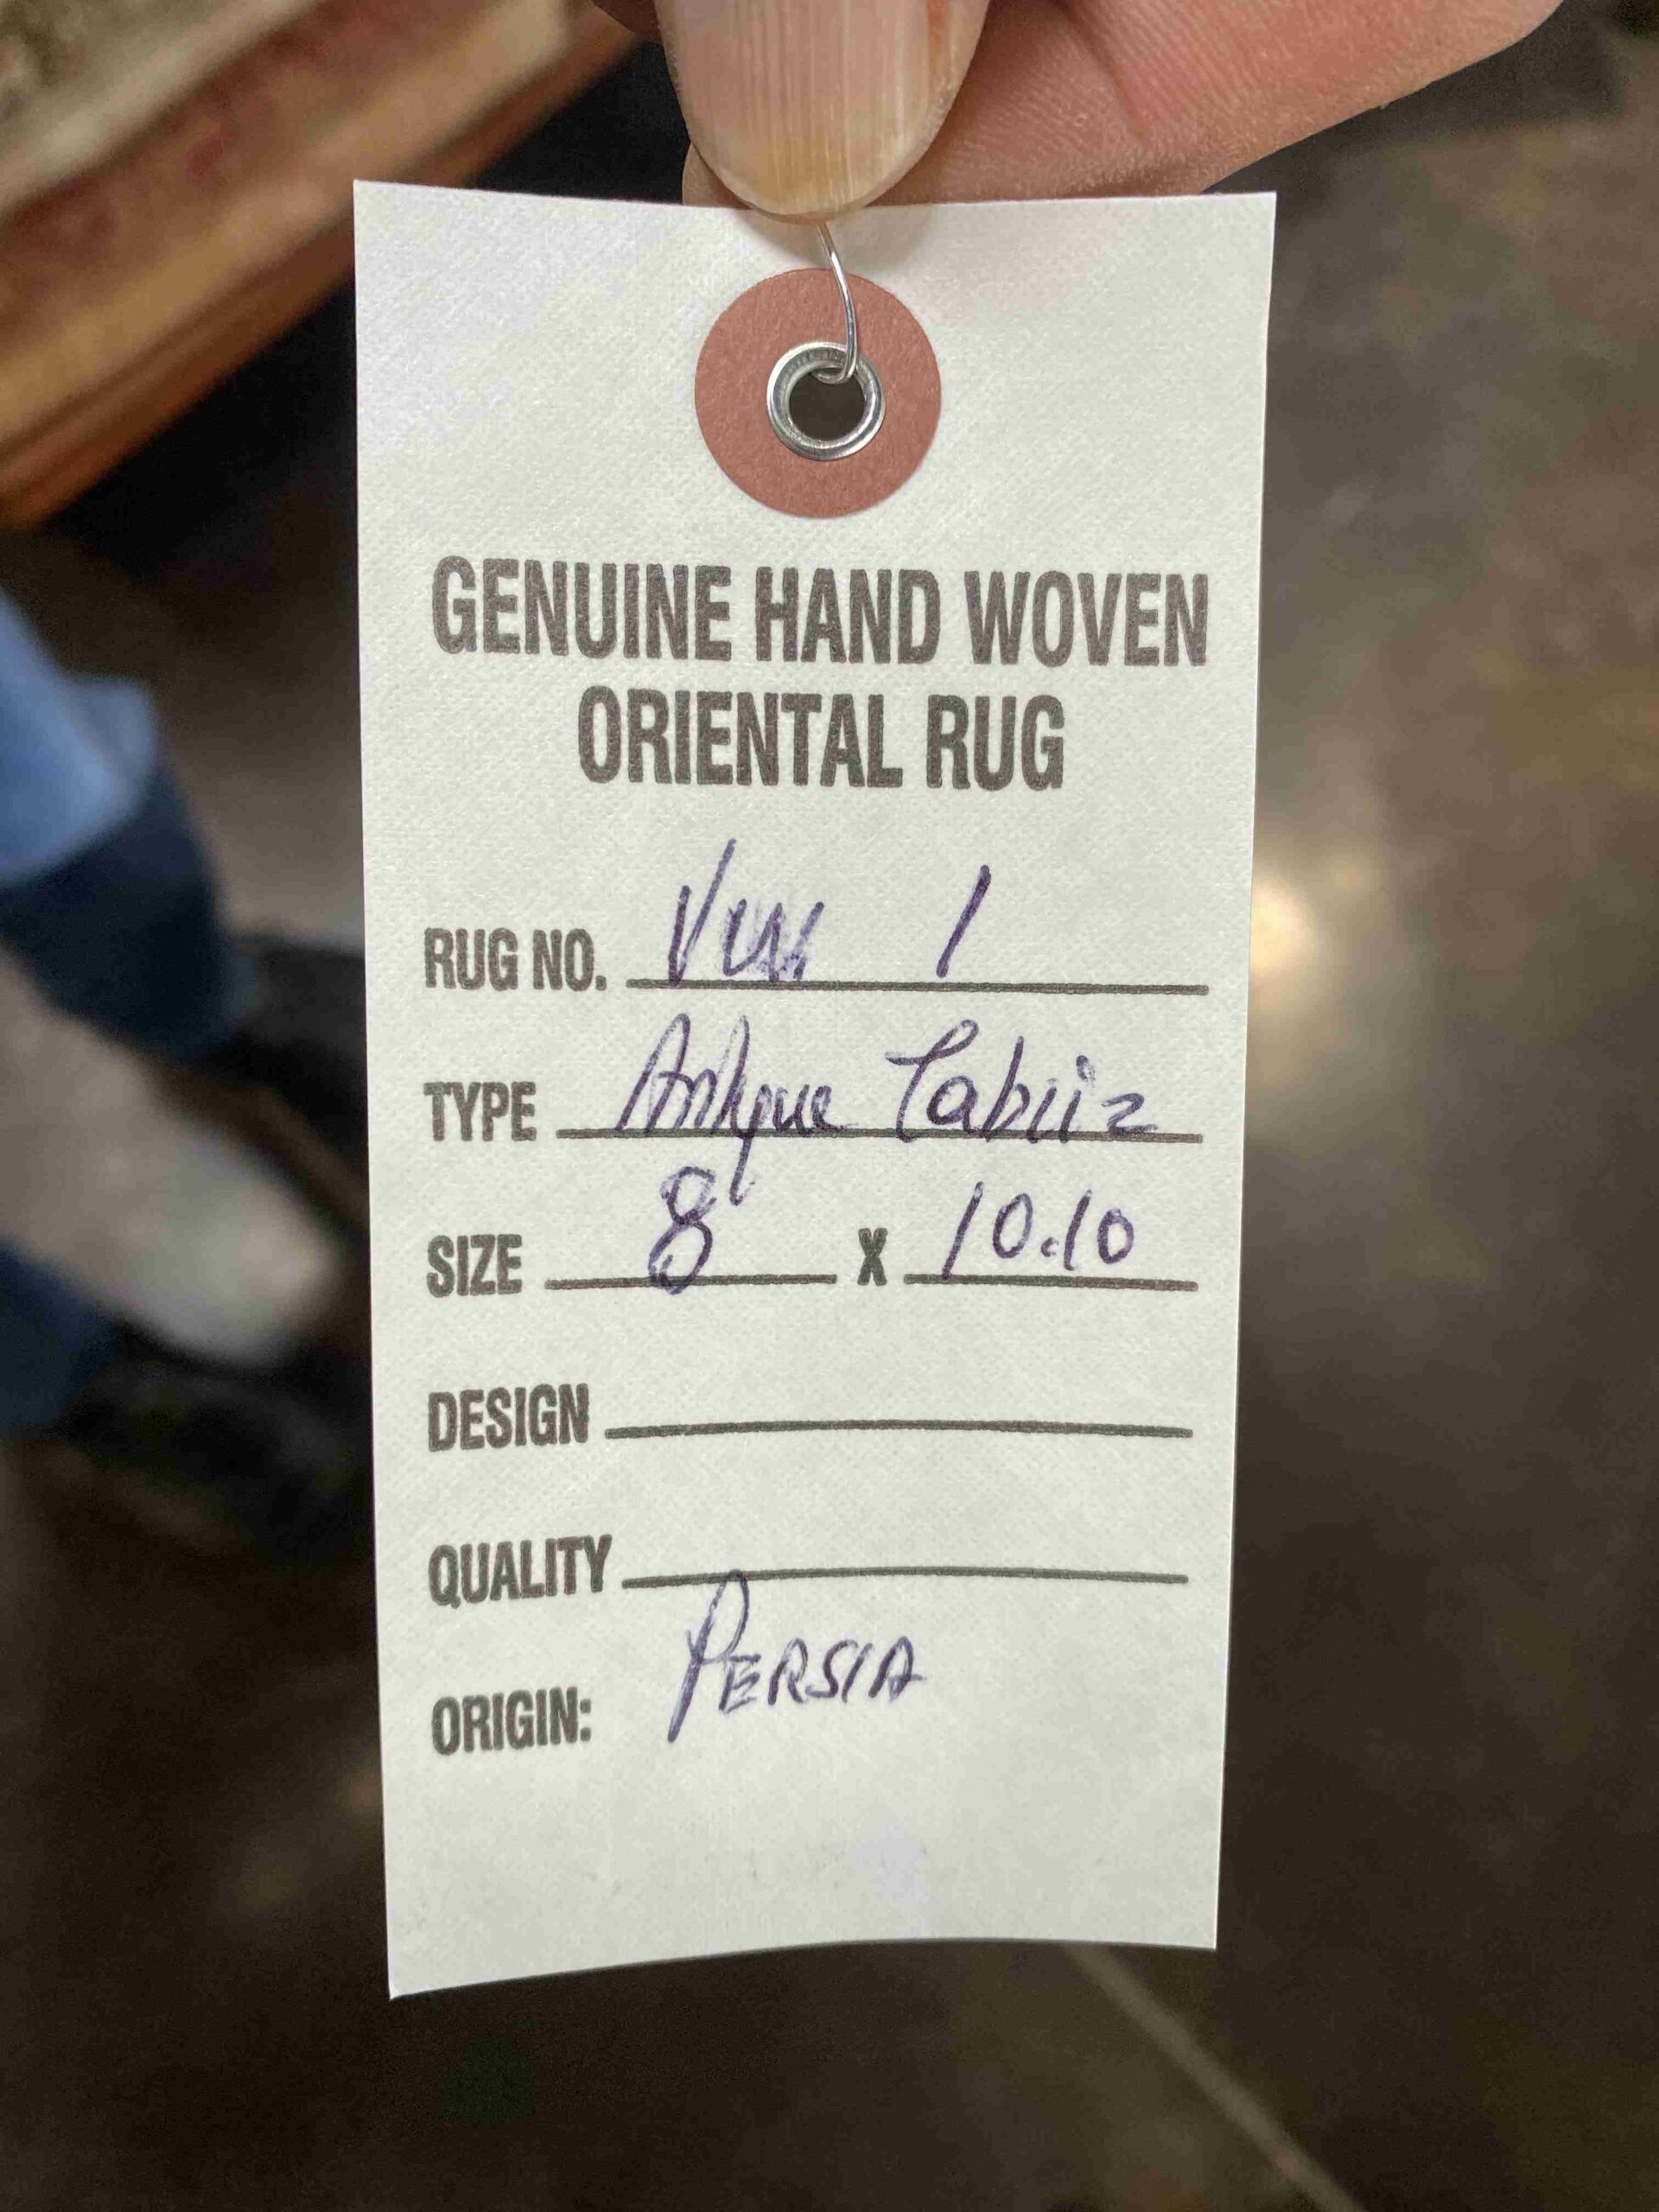 GENUINE HAND WOVEN
ORIENTAL RUG
RUG NO. 1
TYPE Antique Tabriz
SIZE 8 X 10.10
DESIGN
QUALITY
ORIGIN: PERSIA